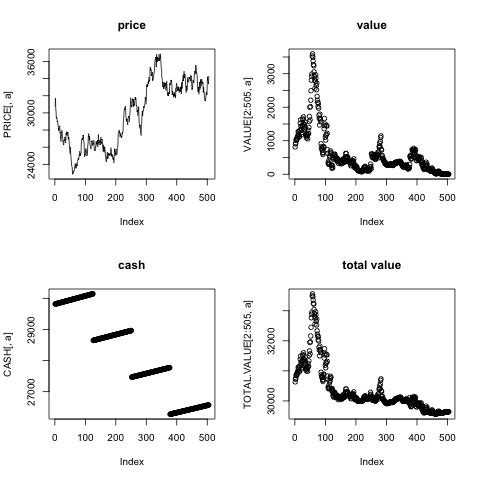 price
PRICE[, a]
24000 30000 36000
0 100 200 300 400 500
Index
value
VALUE[2:505, a]
0 1000 2000 3000
0 100 200 300 400 500
Index
cash
CASH[, a]
27000 29000
0 100 200 300 400 500
Index
total value
TOTAL.VALUE[2:505, a]
30000 32000
0 100 200 300 400 500
Index